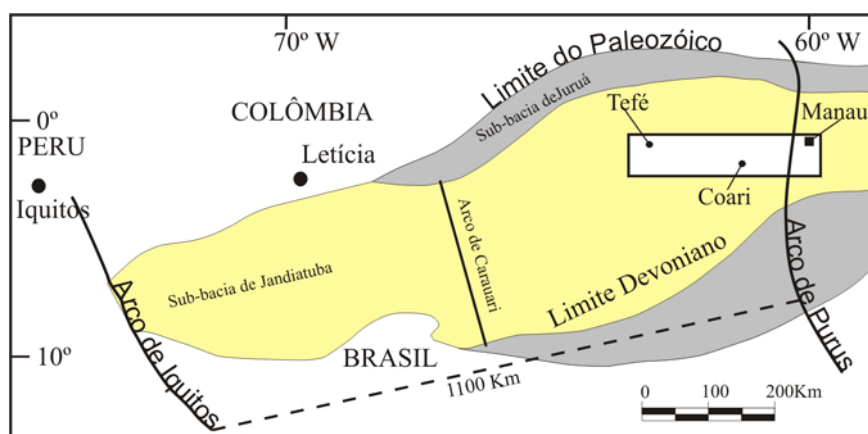 70º W
60º W
Limite do Paleozóico
Sub-bacia deJuruá
Tefé
Manau
COLÔMBIA
0º
PERU
Letícia
Iquitos
Coari
Arco de Carauari
Arco de Purus
Sub-bacia de Jandiatuba
Limite Devoniano
Arco de Iquitos
BRASIL
10º
1100 Km
0 100 200Km